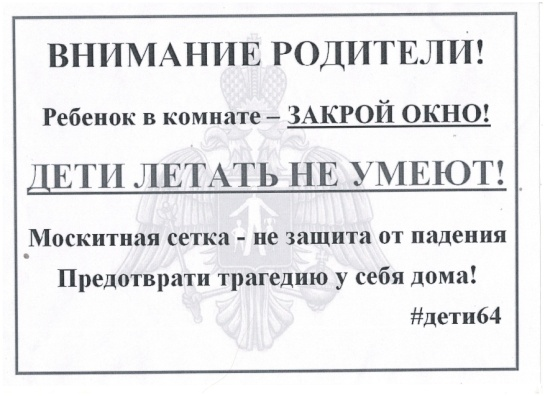 ВНИМАНИЕ РОДИТЕЛИ!
Ребенок в комнате – ЗАКРОЙ ОКНО!
ДЕТИ ЛЕТАТЬ НЕ УМЕЮТ!
Москитная сетка - не защита от падения
Предотврати трагедию у себя дома!
#дети64